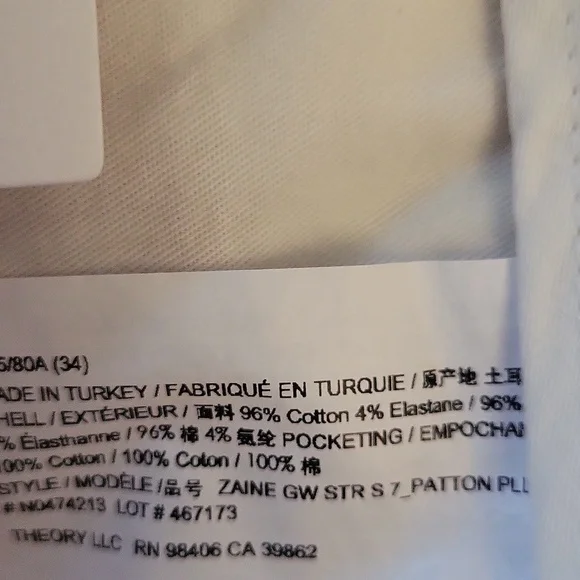 5/80A (34)
ADE IN TURKEY / FABRIQUÉ EN TURQUIE / 原产地 土耳
HELL / EXTÉRIEUR / 面料 96% Cotton 4% Elastane / 96%
% Élasthanne / 96% 棉 4% 氨纶 POCKETING / EMPOCHA
00% Cotton / 100% Coton / 100% 棉
STYLE / MODÈLE / 品号 ZAINE GW STR S 7_PATTON PLL
# N0474213 LOT # 467173
THEORY LLC RN 98406 CA 39862